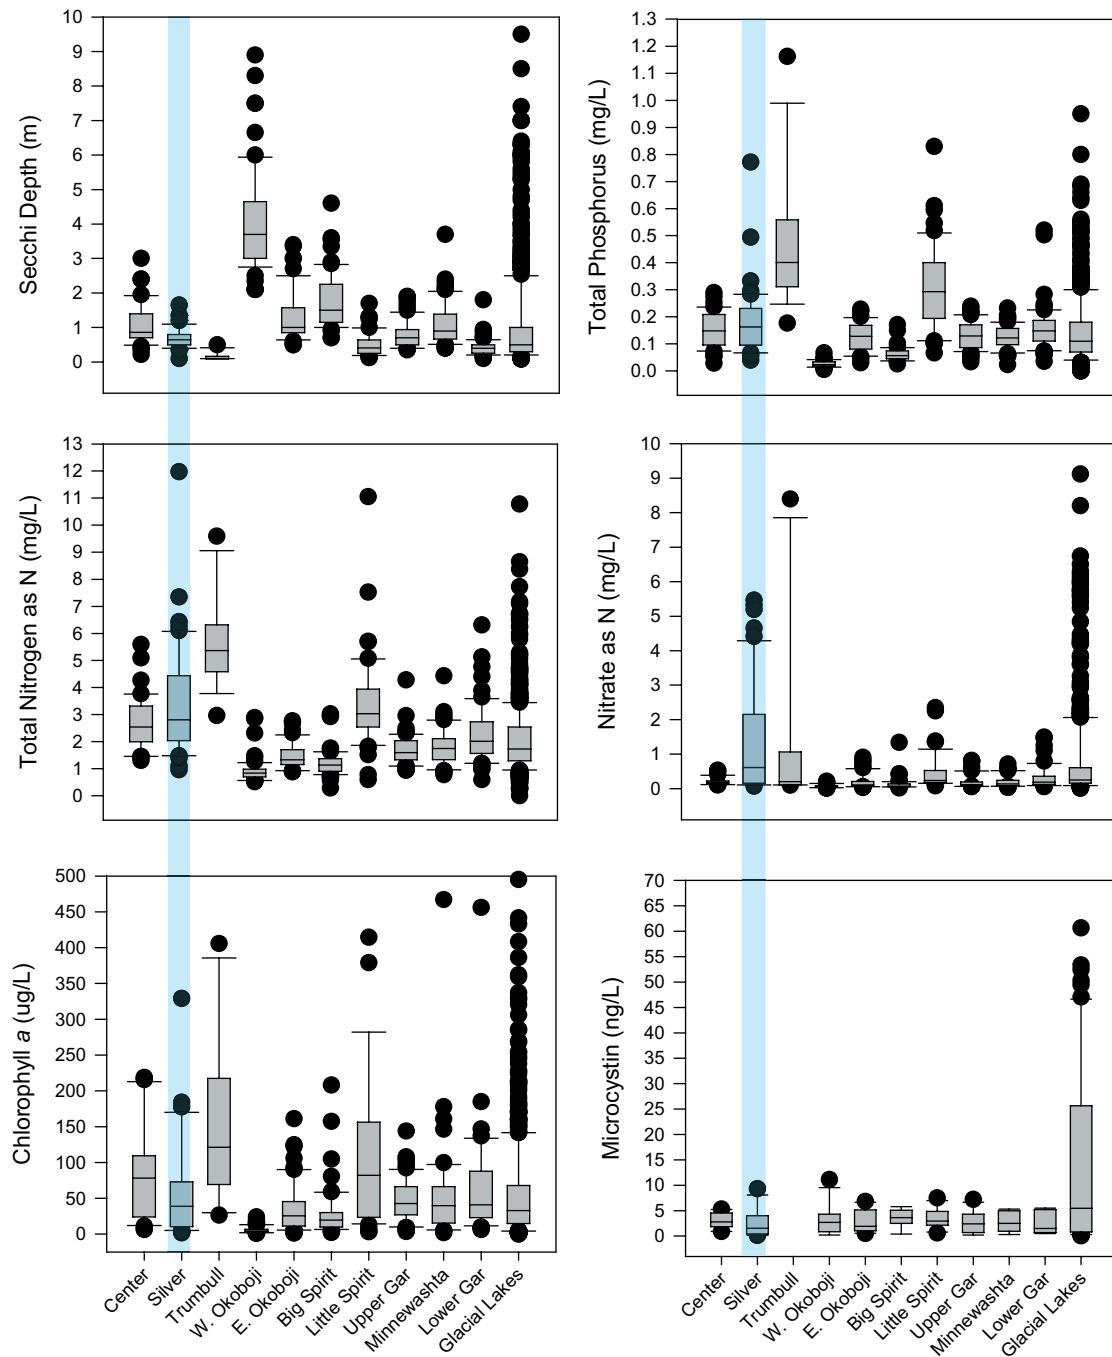 Secchi Depth (m)
10
9
8
7
6
5
4
3
2
1
0
Total Phosphorus (mg/L)
1.3
1.2
1.1
1.0
0.9
0.8
0.7
0.6
0.5
0.4
0.3
0.2
0.1
0.0
Total Nitrogen as N (mg/L)
13
12
11
10
9
8
7
6
5
4
3
2
1
0
Nitrate as N (mg/L)
10
9
8
7
6
5
4
3
2
1
0
Chlorophyll a (ug/L)
500
450
400
350
300
250
200
150
100
50
0
Center
Silver
Trumbull
W. Okoboji
E. Okoboji
Big Spirit
Little Spirit
Upper Gar
Minnewashta
Lower Gar
Glacial Lakes
Microcystin (ng/L)
70
65
60
55
50
45
40
35
30
25
20
15
10
5
0
Center
Silver
Trumbull
W. Okoboji
E. Okoboji
Big Spirit
Little Spirit
Upper Gar
Minnewashta
Lower Gar
Glacial Lakes